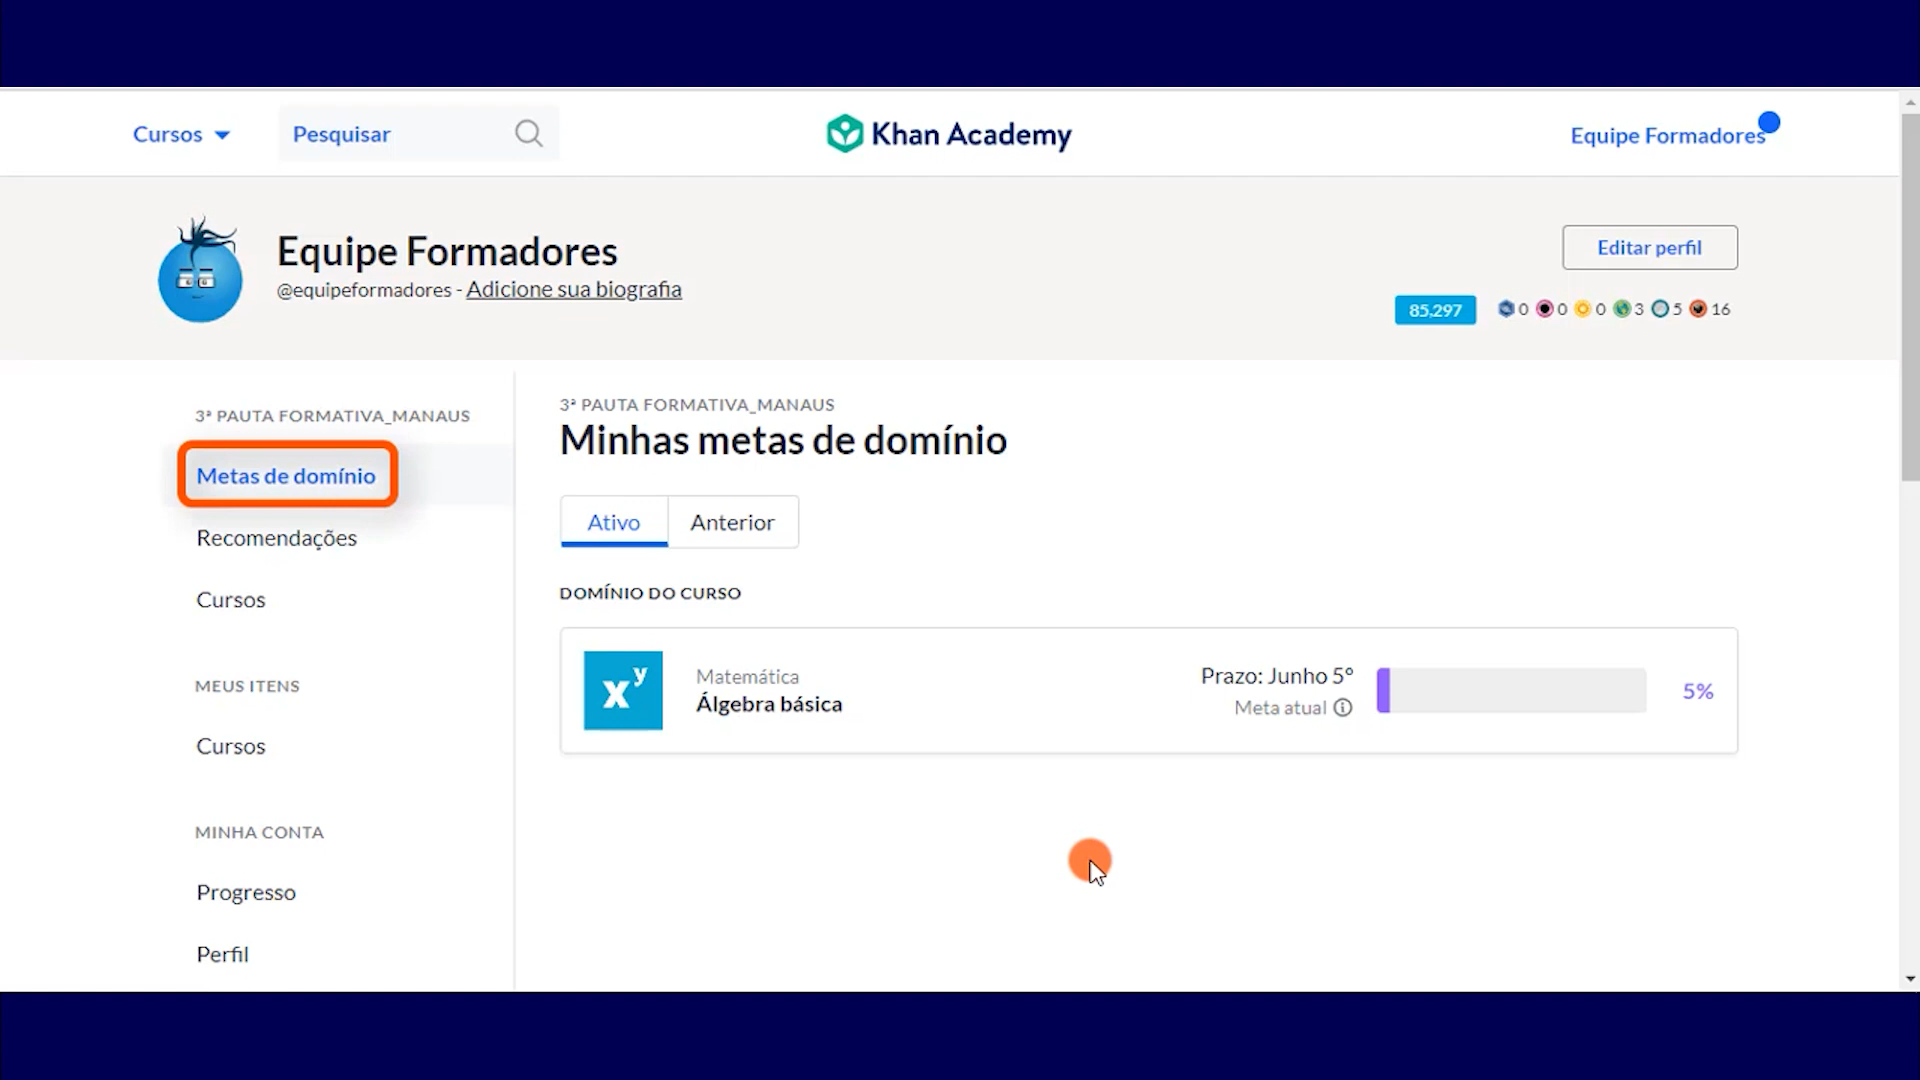 Cursos
Pesquisar
Khan Academy
Equipe Formadores
Equipe Formadores
@equipeformadores - Adicione sua biografia
Editar perfil
85,297
0 0 0 3 5 16
3ª PAUTA FORMATIVA_MANAUS
Metas de domínio
Recomendações
Cursos
MEUS ITENS
Cursos
MINHA CONTA
Progresso
Perfil
3ª PAUTA FORMATIVA_MANAUS
Minhas metas de domínio
Ativo
Anterior
DOMÍNIO DO CURSO
x^y
Matemática
Álgebra básica
Prazo: Junho 5º
Meta atual
5%